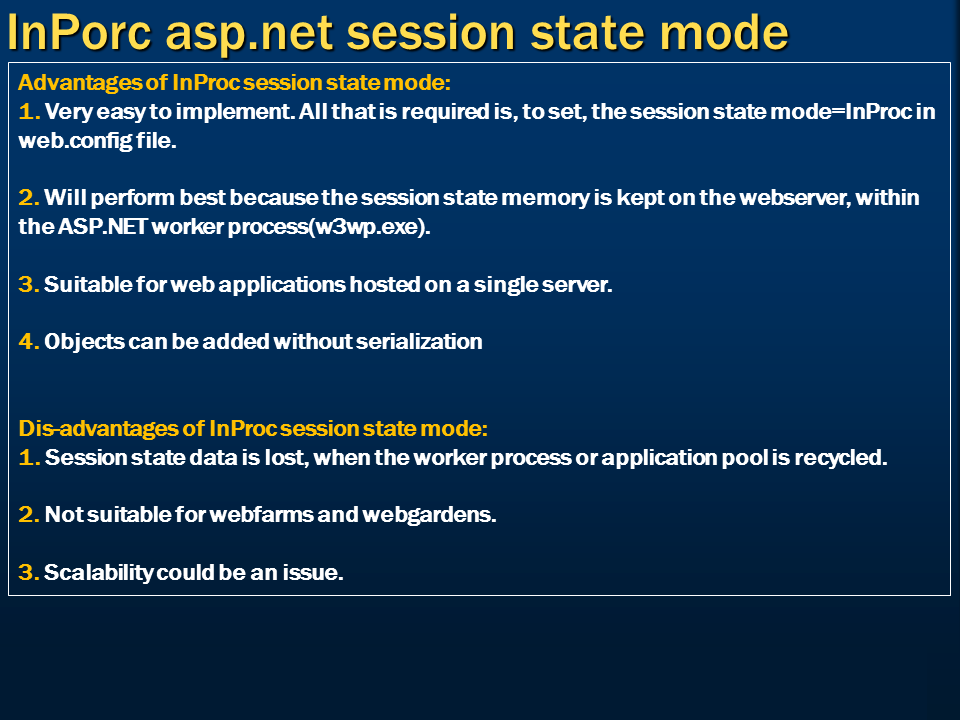 InPorc asp.net session state mode
Advantages of InProc session state mode:
1. Very easy to implement. All that is required is, to set, the session state mode=InProc in
web.config file.
2. Will perform best because the session state memory is kept on the webserver, within
the ASP.NET worker process(w3wp.exe).
3. Suitable for web applications hosted on a single server.
4. Objects can be added without serialization
Dis-advantages of InProc session state mode:
1. Session state data is lost, when the worker process or application pool is recycled.
2. Not suitable for webfarms and webgardens.
3. Scalability could be an issue.